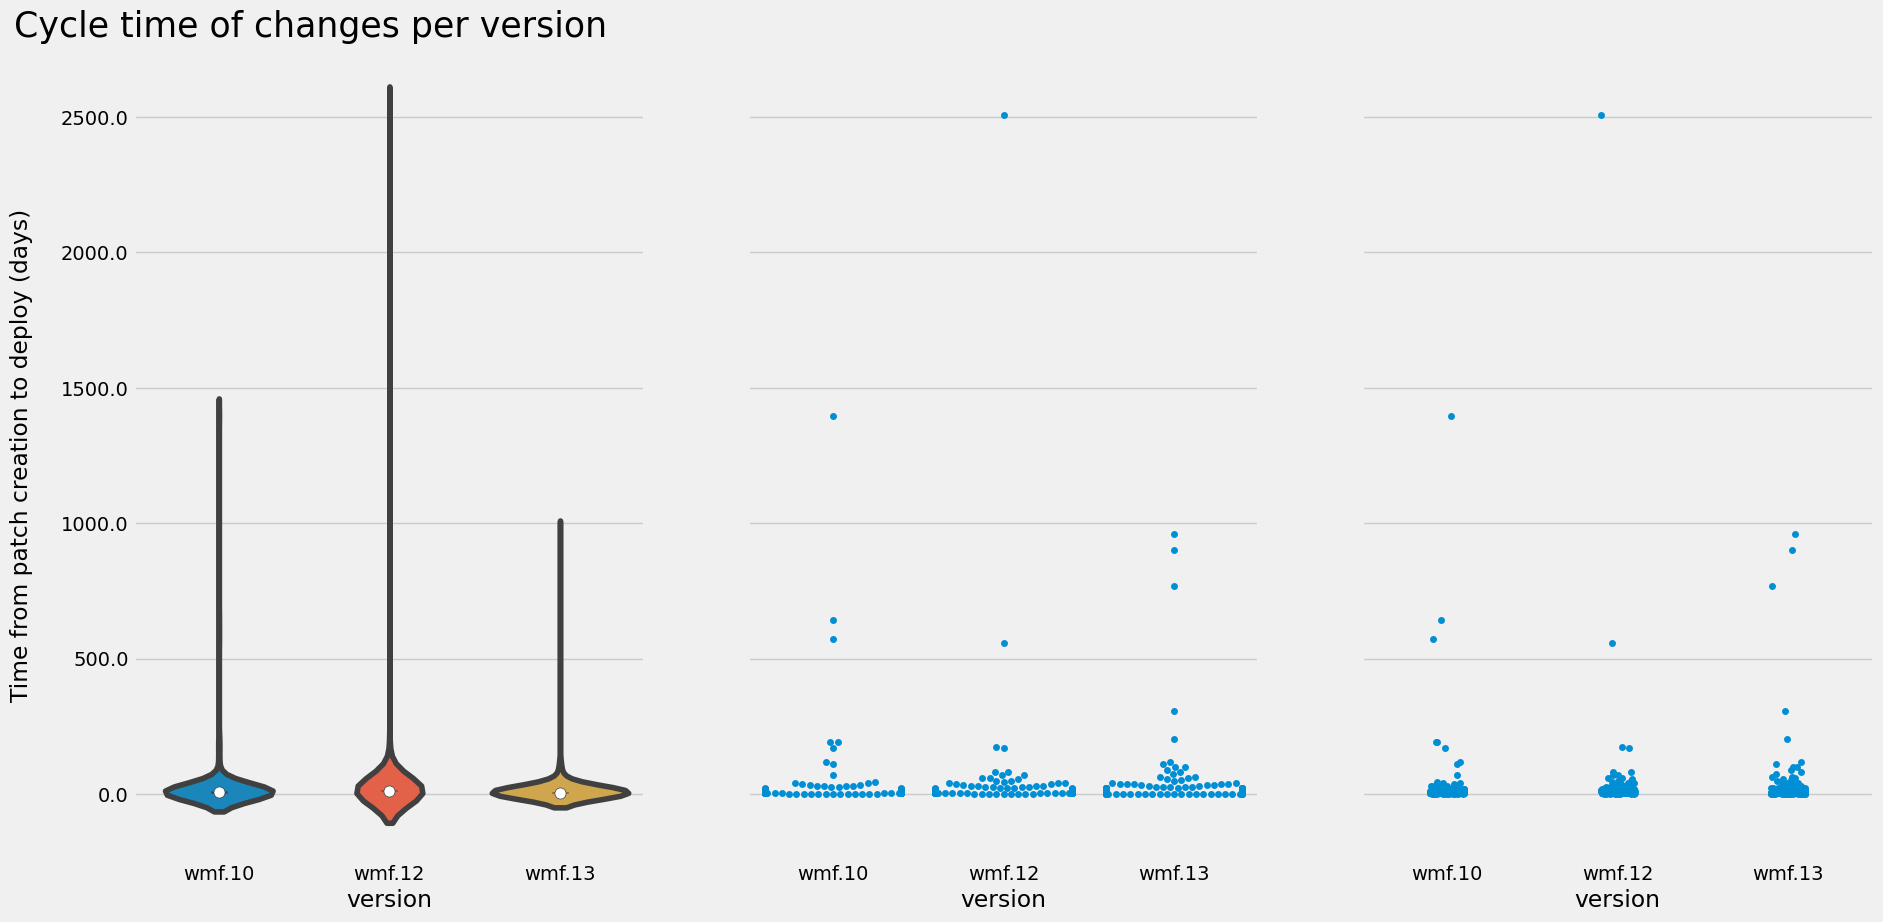 Cycle time of changes per version
Time from patch creation to deploy (days)
2500.0
2000.0
1500.0
1000.0
500.0
0.0
wmf.10 wmf.12 wmf.13
version
wmf.10 wmf.12 wmf.13
version
wmf.10 wmf.12 wmf.13
version